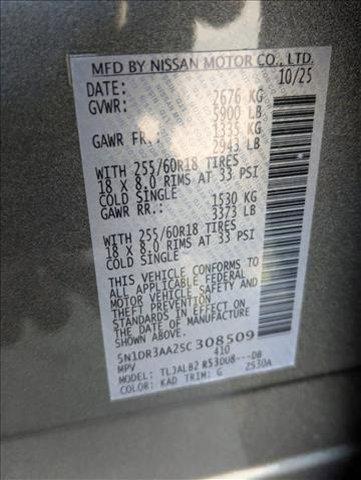 MFD BY NISSAN MOTOR CO., LTD.
DATE: 10/25
GVWR: 2676 KG
5900 LB
GAWR FR.: 1335 KG
2943 LB
WITH 255/60R18 TIRES
18 X 8.0 RIMS AT 33 PSI
COLD SINGLE
GAWR RR.: 1530 KG
3373 LB
WITH 255/60R18 TIRES
18 X 8.0 RIMS AT 33 PSI
COLD SINGLE
THIS VEHICLE CONFORMS TO
ALL APPLICABLE FEDERAL
MOTOR VEHICLE SAFETY AND
THEFT PREVENTION
STANDARDS IN EFFECT ON
THE DATE OF MANUFACTURE
SHOWN ABOVE.
5N1DR3AA2SC308509
MPV 410
MODEL: TLJALB2 R53U08---DB
COLOR: KAD TRIM: G 2S30A